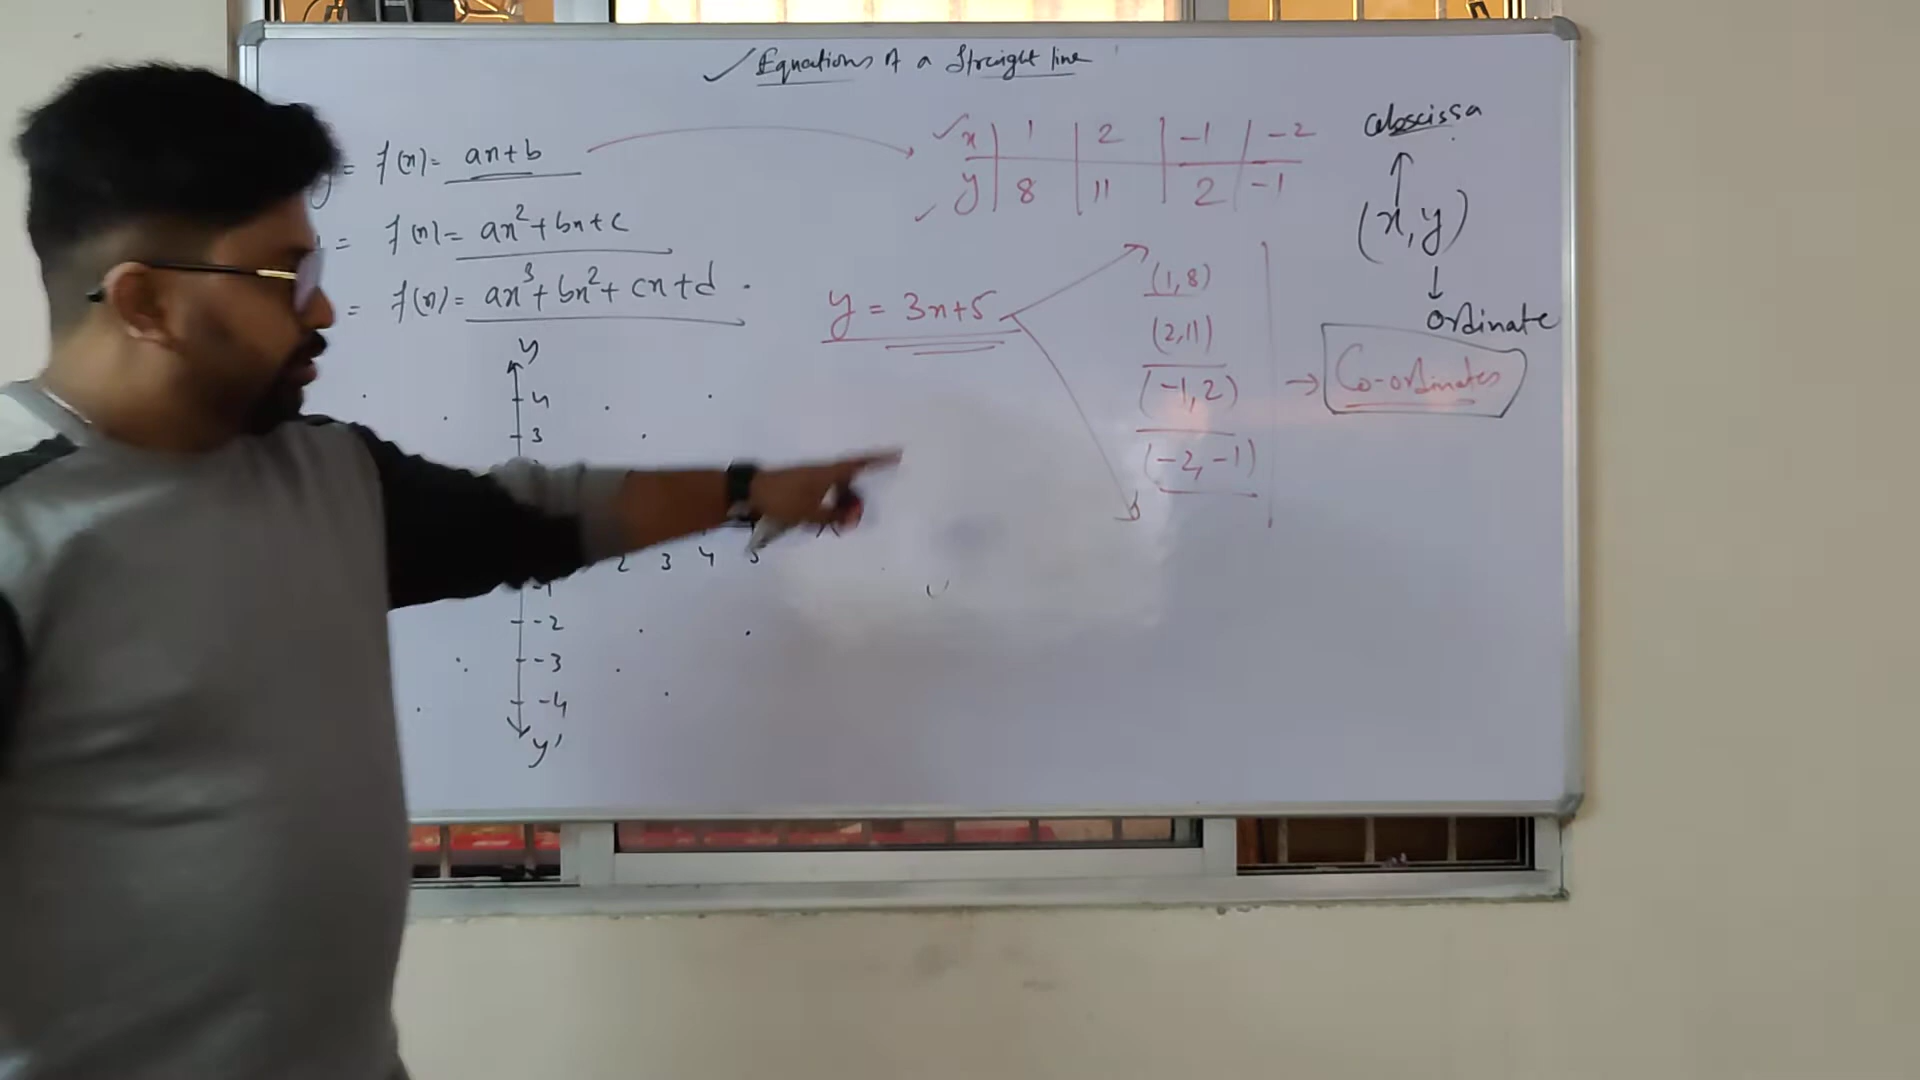 ✓ Equations of a Straight line
y = f(x) = ax+b
= f(x) = ax²+bx+c
= f(x) = ax³+bx²+cx+d .
✓ x | 1 | 2 | -1 | -2
✓ y | 8 | 11 | 2 | -1
y = 3x+5
(1,8)
(2,11)
(-1,2)
(-2,-1)
→ Co-ordinates
abscissa
(x,y)
ordinate
y
4
3
2 3 4 5
-1
-2
-3
-4
y'